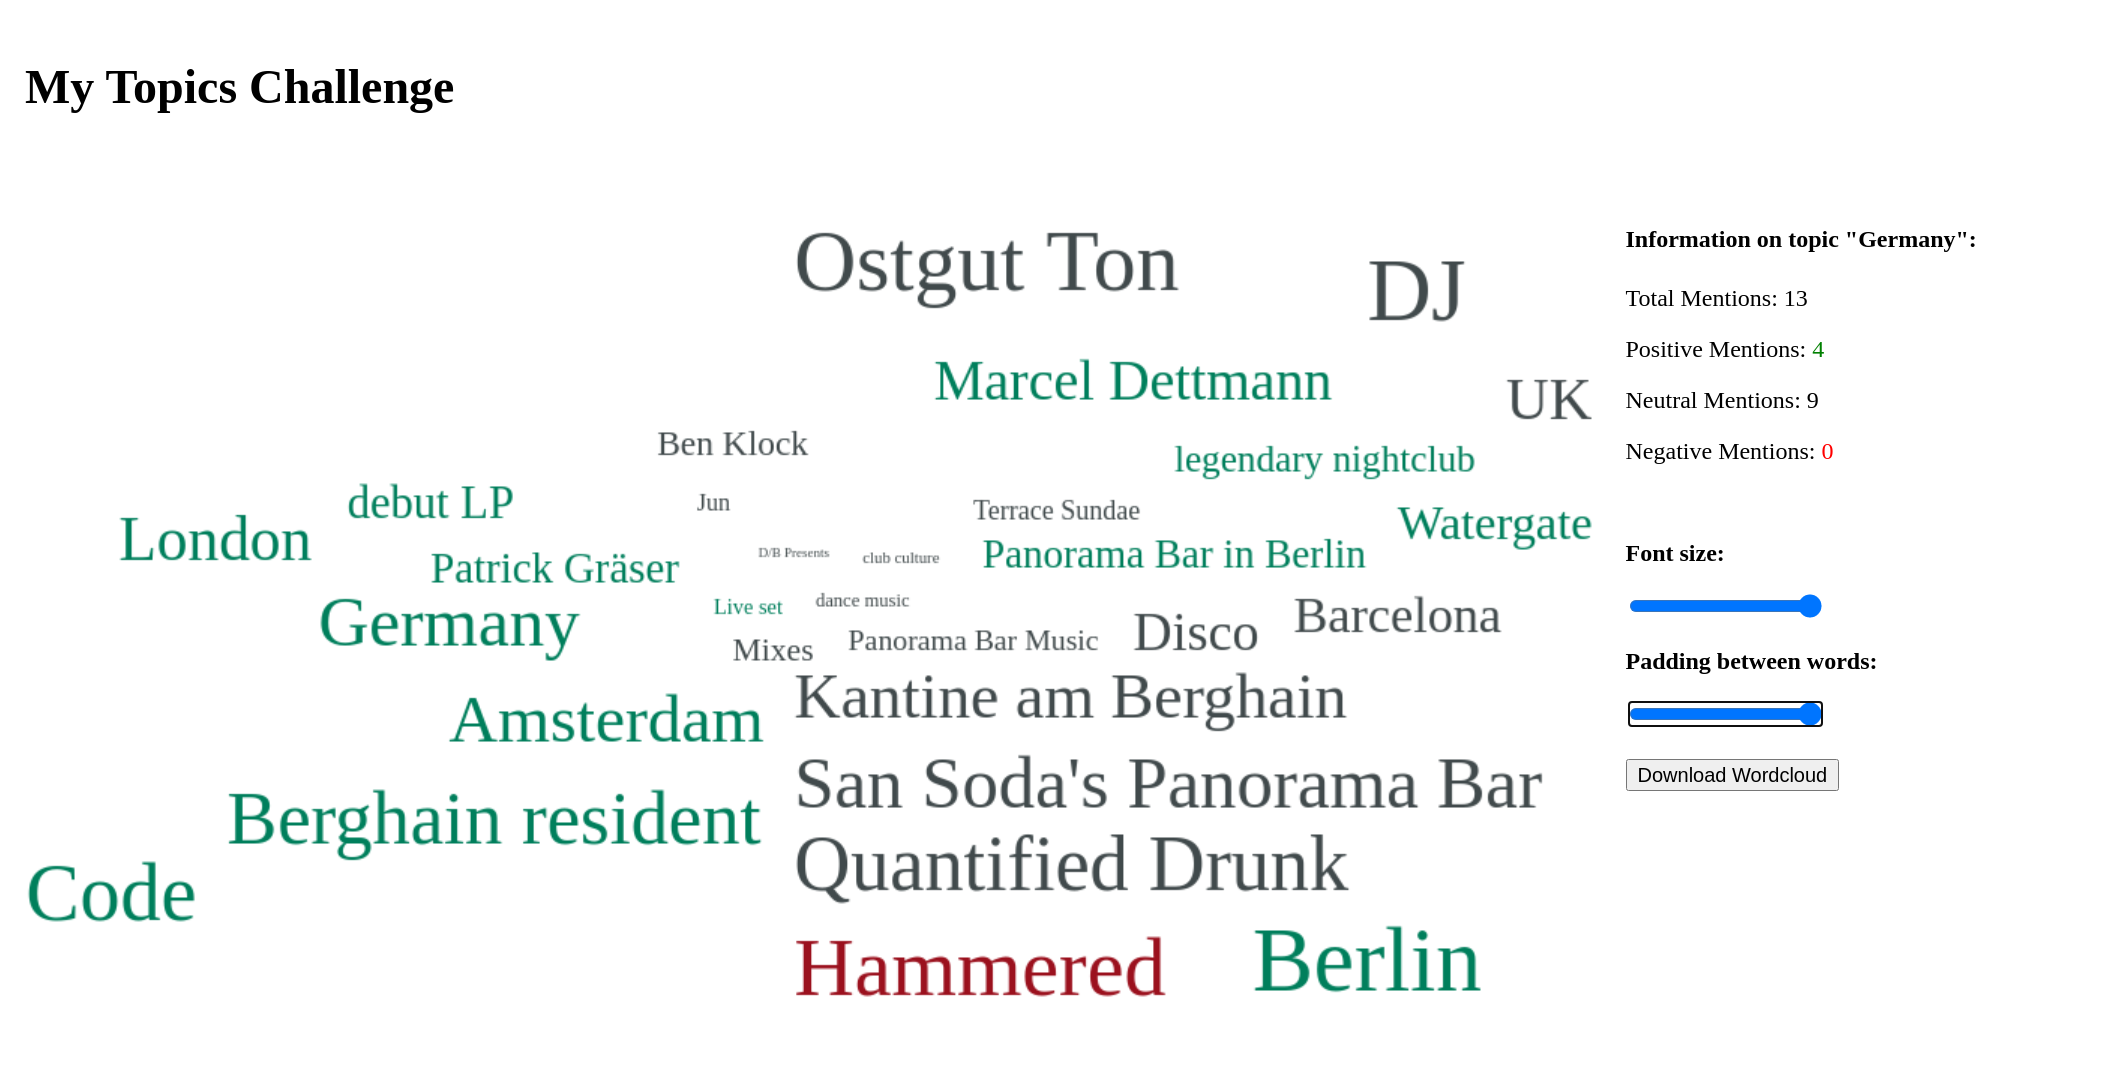 My Topics Challenge
Ostgut Ton
DJ
Marcel Dettmann
UK
Ben Klock
legendary nightclub
debut LP
Jun
Terrace Sundae
London
Watergate
Patrick Gräser
D/B Presents
club culture
Panorama Bar in Berlin
Germany
Live set
dance music
Disco
Barcelona
Mixes
Panorama Bar Music
Kantine am Berghain
Amsterdam
San Soda's Panorama Bar
Berghain resident
Quantified Drunk
Code
Hammered
Berlin
Information on topic "Germany":
Total Mentions: 13
Positive Mentions: 4
Neutral Mentions: 9
Negative Mentions: 0
Font size:
Padding between words:
Download Wordcloud